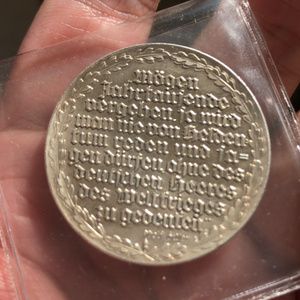 mögen
Jahrtausende
vergehen, so wird
man nie von Helden-
tum reden und sa-
gen dürfen, ohne des
deutschen Heeres
des Weltkrieges
zu gedenken.